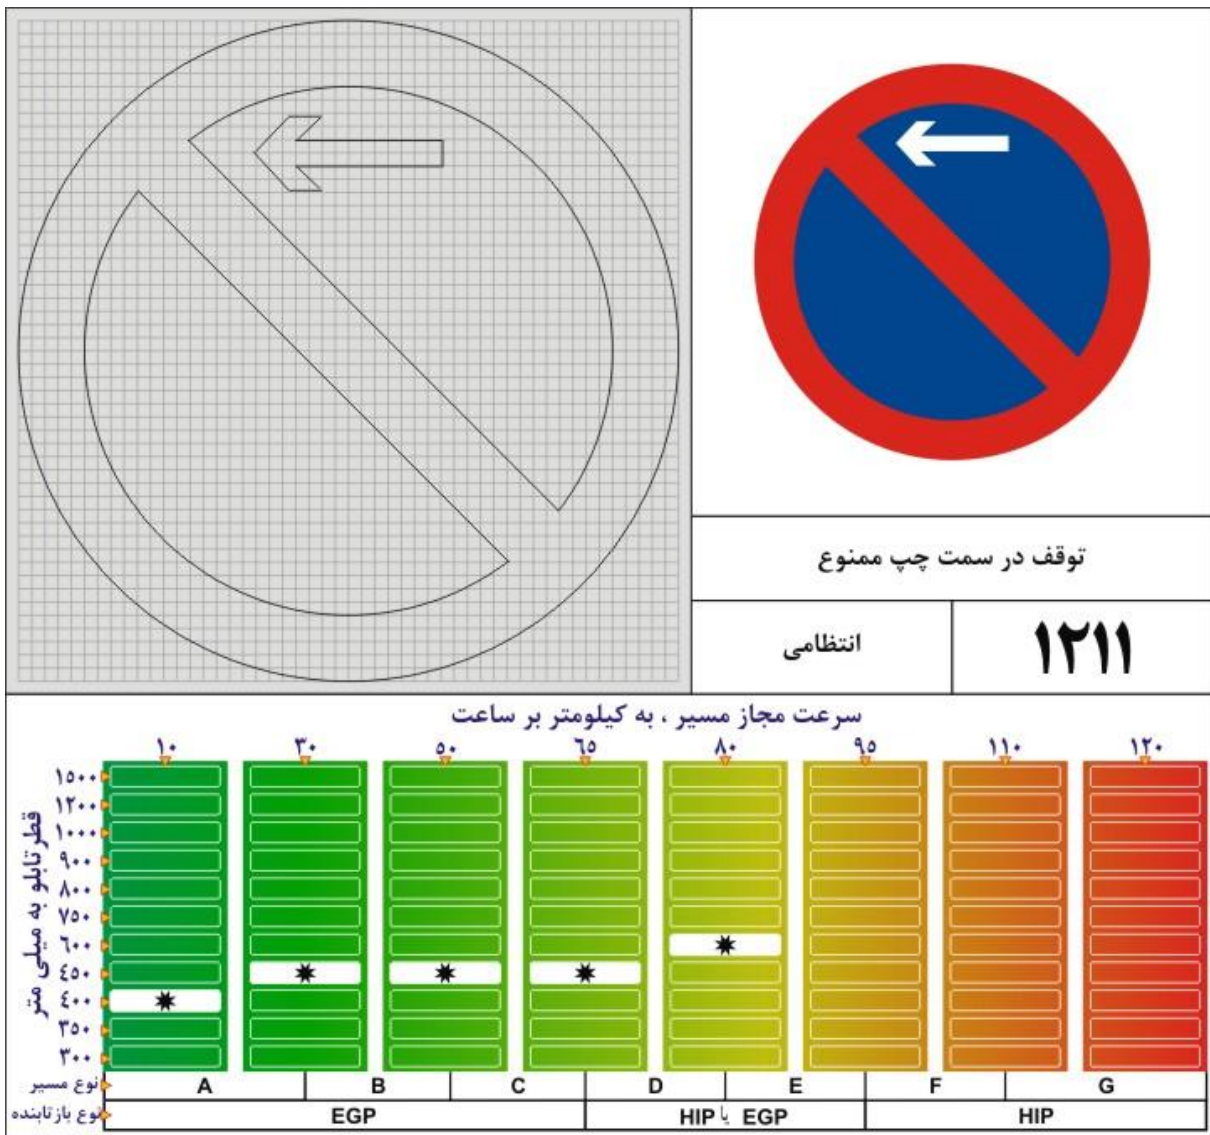 توقف در سمت چپ ممنوع
۱۲۱۱
انتظامی
سرعت مجاز مسیر ، به کیلومتر بر ساعت
۱۰ ۳۰ ۵۰ ۶۵ ۸۰ ۹۵ ۱۱۰ ۱۲۰
قطر تابلو به میلی متر
۱۵۰۰
۱۲۰۰
۱۰۰۰
۹۰۰
۸۰۰
۷۵۰
۶۰۰
۴۵۰
۴۰۰
۳۵۰
۳۰۰
نوع مسیر A B C D E F G
نوع بازتابنده EGP HIP یا EGP HIP